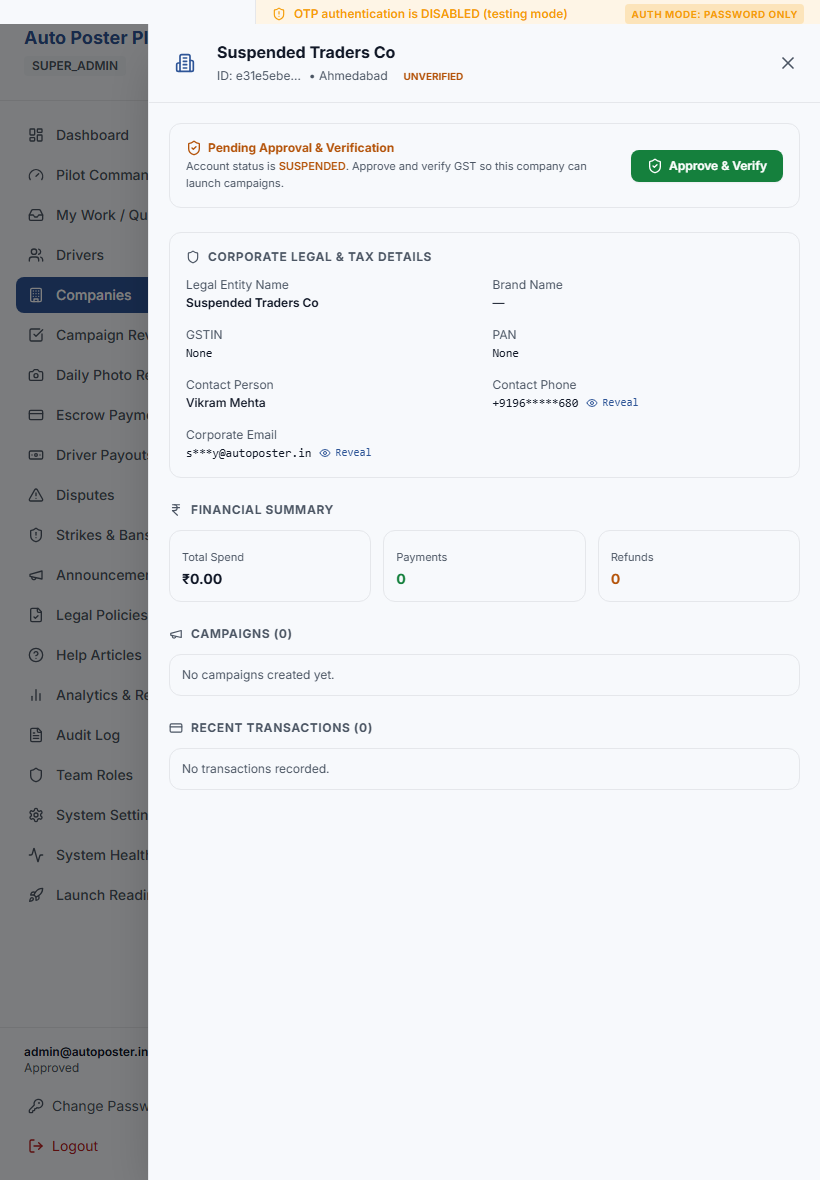 OTP authentication is DISABLED (testing mode)
AUTH MODE: PASSWORD ONLY
Auto Poster Pl
SUPER_ADMIN
Dashboard
Pilot Comman
My Work / Qu
Drivers
Companies
Campaign Rev
Daily Photo Re
Escrow Payme
Driver Payouts
Disputes
Strikes & Bans
Announcemen
Legal Policies
Help Articles
Analytics & Re
Audit Log
Team Roles
System Settin
System Health
Launch Readi
admin@autoposter.in
Approved
Change Passw
Logout
Suspended Traders Co
ID: e31e5ebe... • Ahmedabad UNVERIFIED
Pending Approval & Verification
Account status is SUSPENDED. Approve and verify GST so this company can
launch campaigns.
Approve & Verify
CORPORATE LEGAL & TAX DETAILS
Legal Entity Name
Suspended Traders Co
Brand Name
—
GSTIN
None
PAN
None
Contact Person
Vikram Mehta
Contact Phone
+9196*****680 Reveal
Corporate Email
s***y@autoposter.in Reveal
₹ FINANCIAL SUMMARY
Total Spend
₹0.00
Payments
0
Refunds
0
CAMPAIGNS (0)
No campaigns created yet.
RECENT TRANSACTIONS (0)
No transactions recorded.